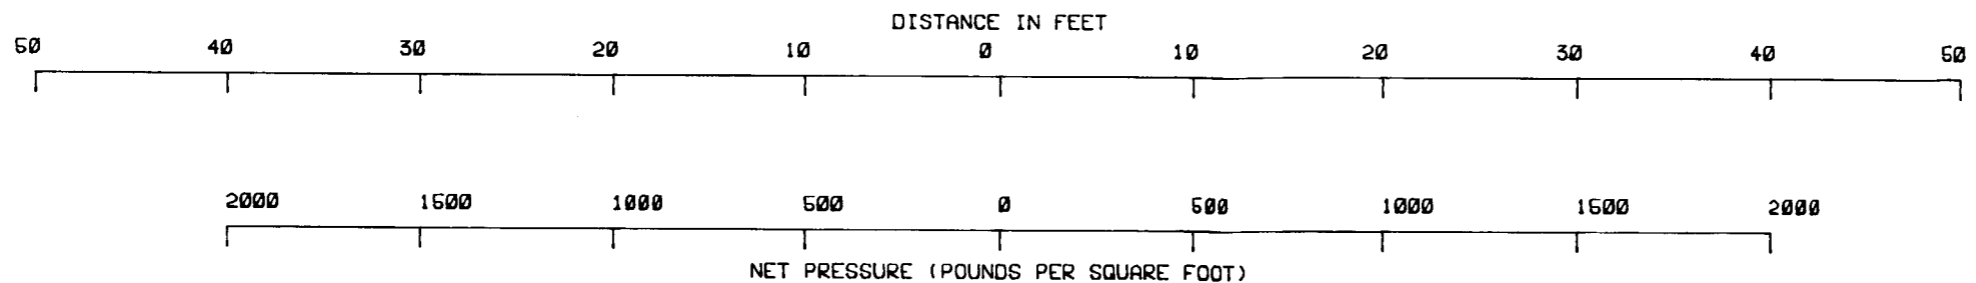 DISTANCE IN FEET
50 40 30 20 10 0 10 20 30 40 50
2000 1500 1000 500 0 500 1000 1500 2000
NET PRESSURE (POUNDS PER SQUARE FOOT)